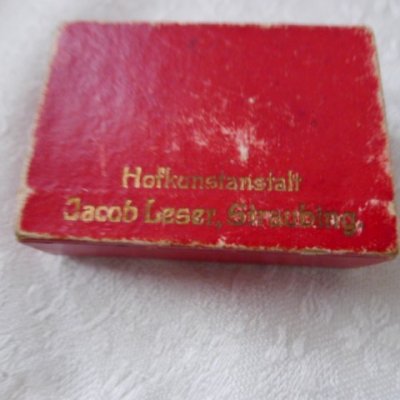 Hofkunstanstalt
Jacob Leser, Straubing.